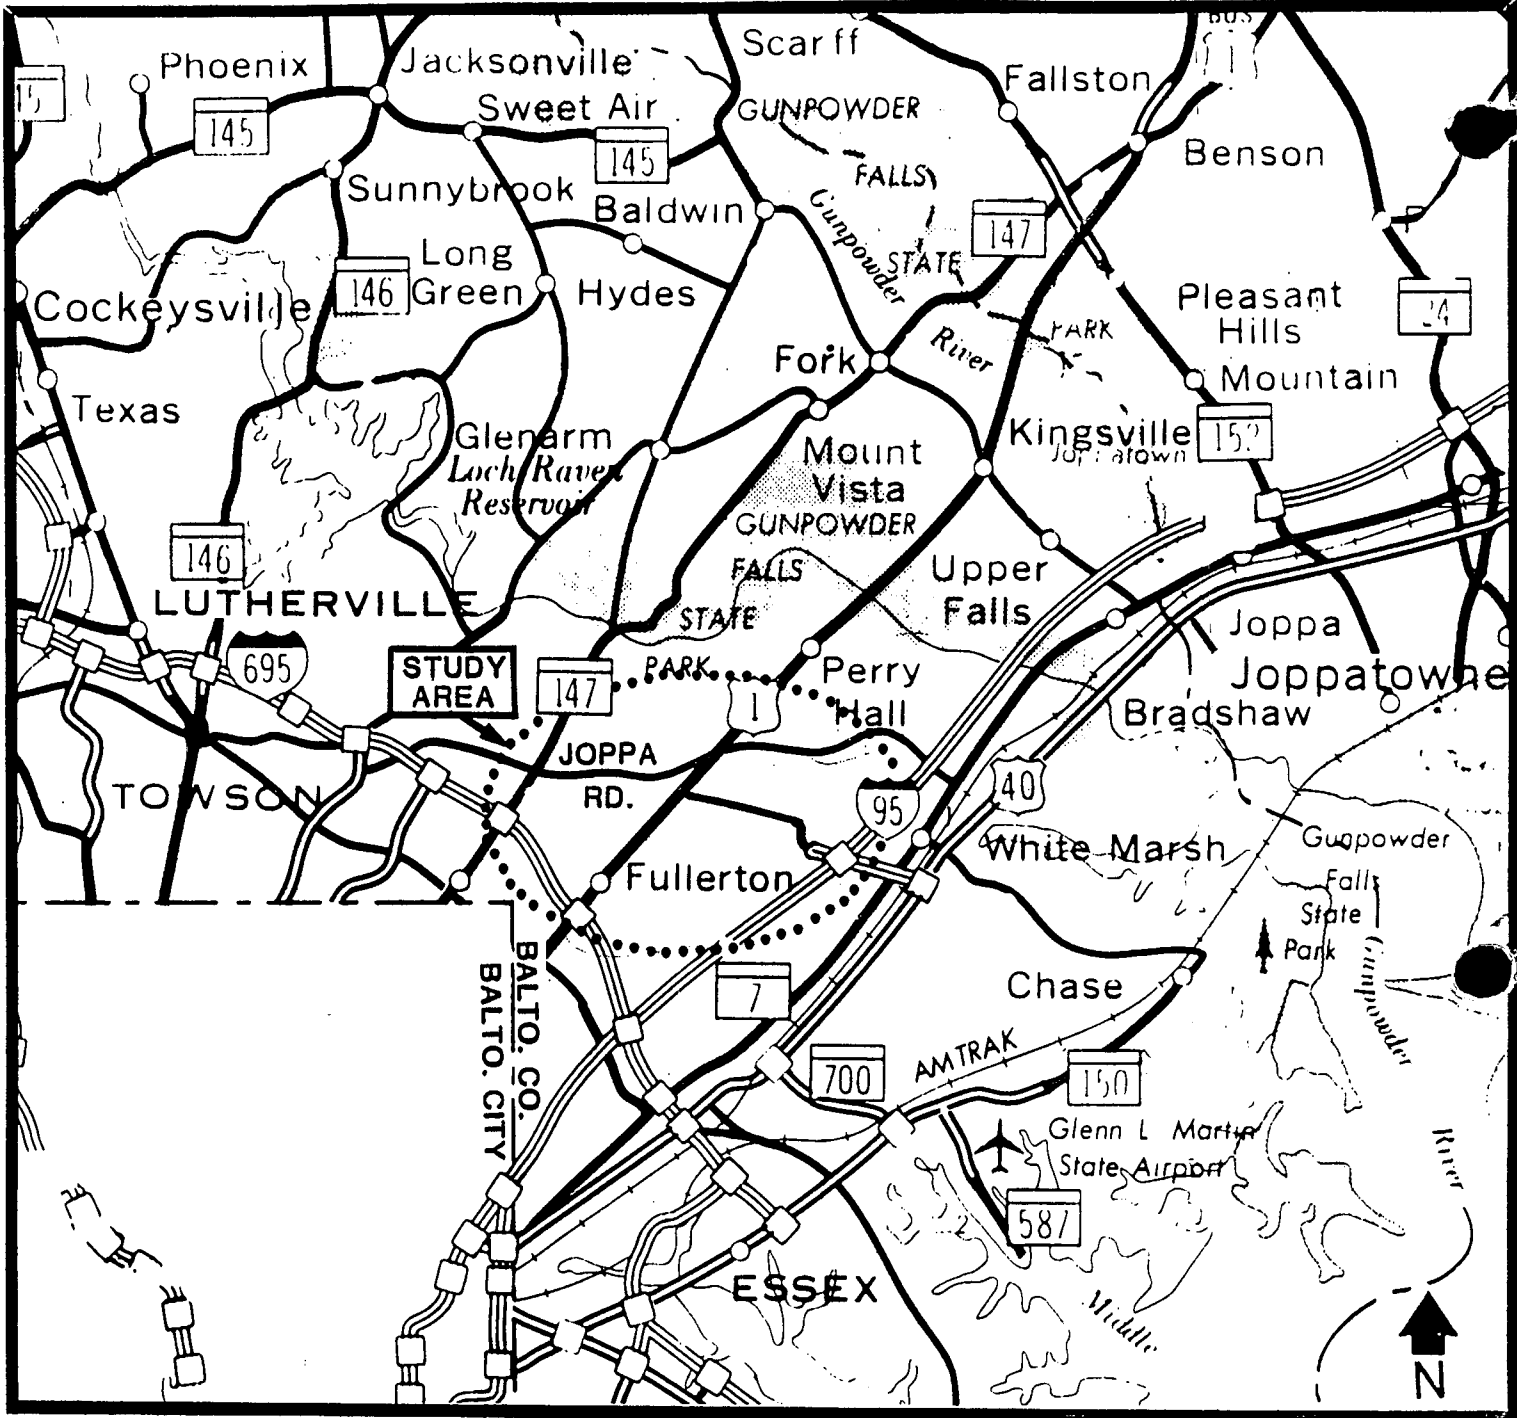 Phoenix
Jacksonville
Scarff
Fallston
145
Sweet Air
145
GUNPOWDER
FALLS
STATE
PARK
Benson
Sunnybrook
Baldwin
147
Gunpowder
River
Long
Green
146
Hydes
Cockeysville
Pleasant
Hills
24
Fork
Mountain
Texas
Glenarm
Loch Raven
Reservoir
Mount
Vista
Kingsville
152
GUNPOWDER
FALLS
STATE
PARK
146
LUTHERVILLE
Upper
Falls
Joppa
Joppatowne
695
STUDY
AREA
147
1
Perry
Hall
Bradshaw
JOPPA
RD.
TOWSON
95
40
White Marsh
Gunpowder
Falls
State
Park
Fullerton
Gunpowder
River
BALTO. CO.
BALTO. CITY
7
Chase
AMTRAK
700
150
Glenn L Martin
State Airport
587
ESSEX
Middle
N